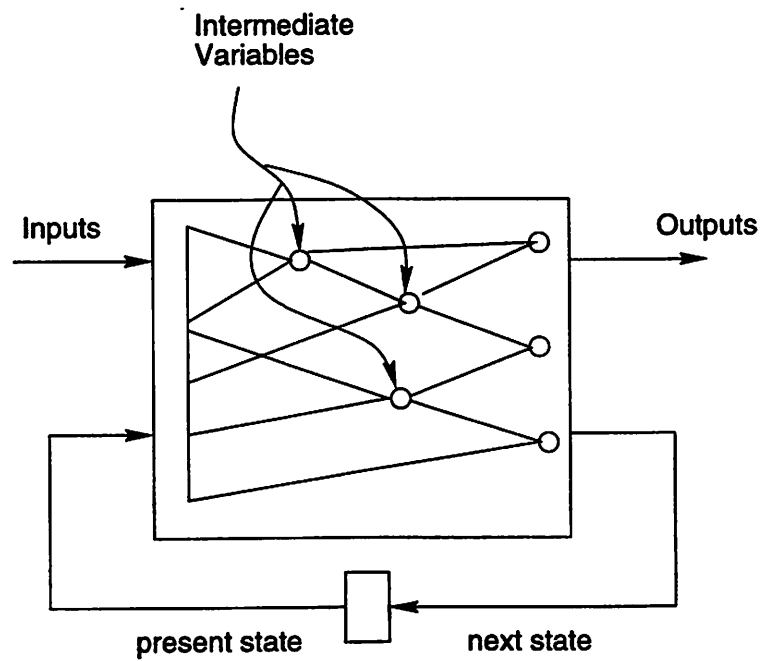 Intermediate
Variables
Inputs
Outputs
present state
next state